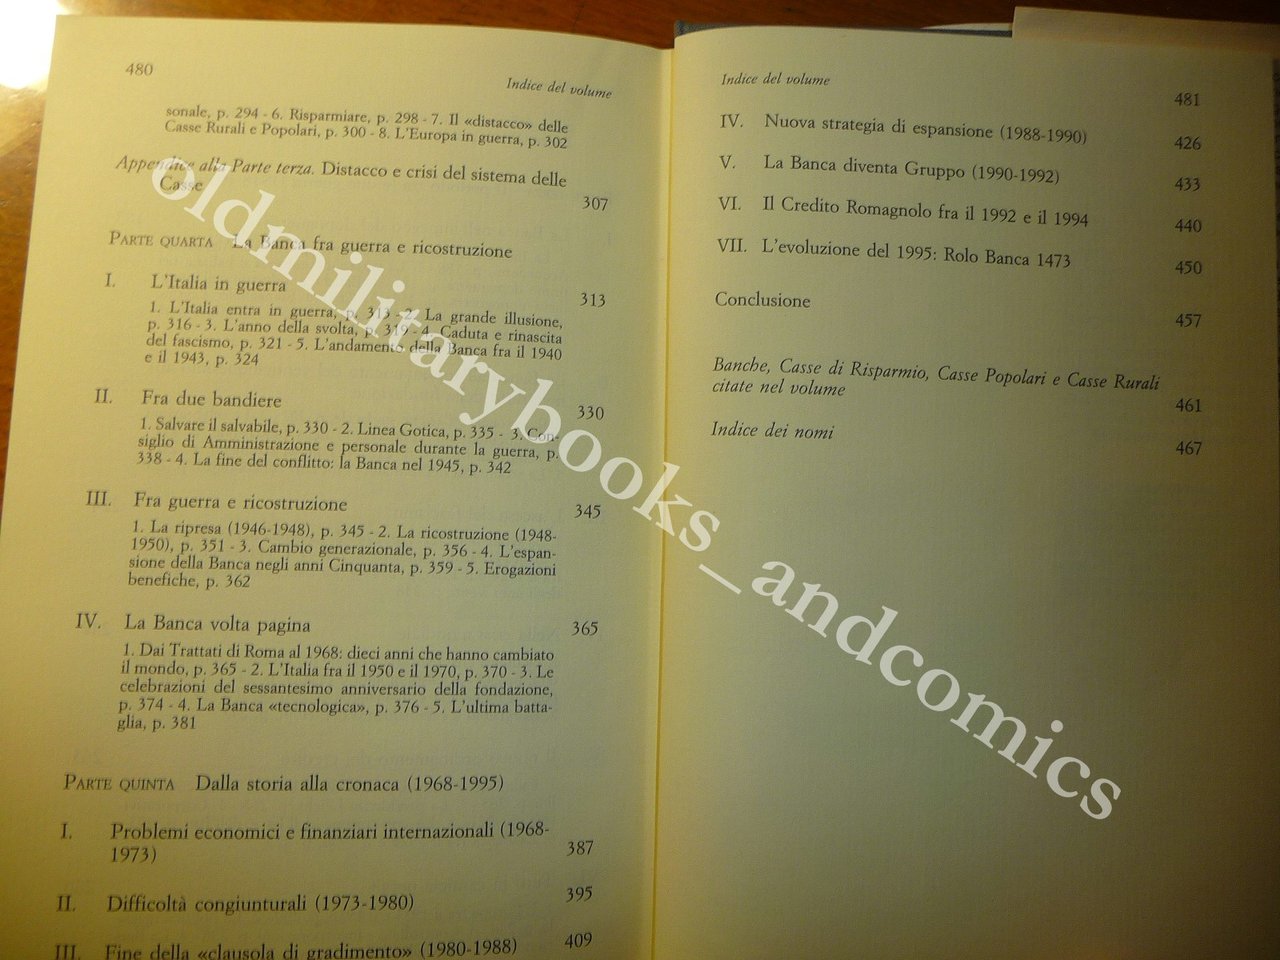 480
Indice del volume
sonale, p. 294 - 6. Risparmiare, p. 298 - 7. Il «distacco» delle
Casse Rurali e Popolari, p. 300 - 8. L'Europa in guerra, p. 302
Appendice alla Parte terza. Distacco e crisi del sistema delle
Casse 307
PARTE QUARTA La Banca fra guerra e ricostruzione
I. L'Italia in guerra 313
1. L'Italia entra in guerra, p. 313 - 2. La grande illusione,
p. 316 - 3. L'anno della svolta, p. 319 - 4. Caduta e rinascita
del fascismo, p. 321 - 5. L'andamento della Banca fra il 1940
e il 1943, p. 324
II. Fra due bandiere 330
1. Salvare il salvabile, p. 330 - 2. Linea Gotica, p. 335 - 3. Con-
siglio di Amministrazione e personale durante la guerra, p.
338 - 4. La fine del conflitto: la Banca nel 1945, p. 342
III. Fra guerra e ricostruzione 345
1. La ripresa (1946-1948), p. 345 - 2. La ricostruzione (1948-
1950), p. 351 - 3. Cambio generazionale, p. 356 - 4. L'espan-
sione della Banca negli anni Cinquanta, p. 359 - 5. Erogazioni
benefiche, p. 362
IV. La Banca volta pagina 365
1. Dai Trattati di Roma al 1968: dieci anni che hanno cambiato
il mondo, p. 365 - 2. L'Italia fra il 1950 e il 1970, p. 370 - 3. Le
celebrazioni del sessantesimo anniversario della fondazione,
p. 374 - 4. La Banca «tecnologica», p. 376 - 5. L'ultima batta-
glia, p. 381
PARTE QUINTA Dalla storia alla cronaca (1968-1995)
I. Problemi economici e finanziari internazionali (1968-
1973) 387
II. Difficoltà congiunturali (1973-1980) 395
III. Fine della «clausola di gradimento» (1980-1988) 409
Indice del volume
481
IV. Nuova strategia di espansione (1988-1990) 426
V. La Banca diventa Gruppo (1990-1992) 433
VI. Il Credito Romagnolo fra il 1992 e il 1994 440
VII. L'evoluzione del 1995: Rolo Banca 1473 450
Conclusione 457
Banche, Casse di Risparmio, Casse Popolari e Casse Rurali
citate nel volume 461
Indice dei nomi 467
oldmilitarybooks_andcomics